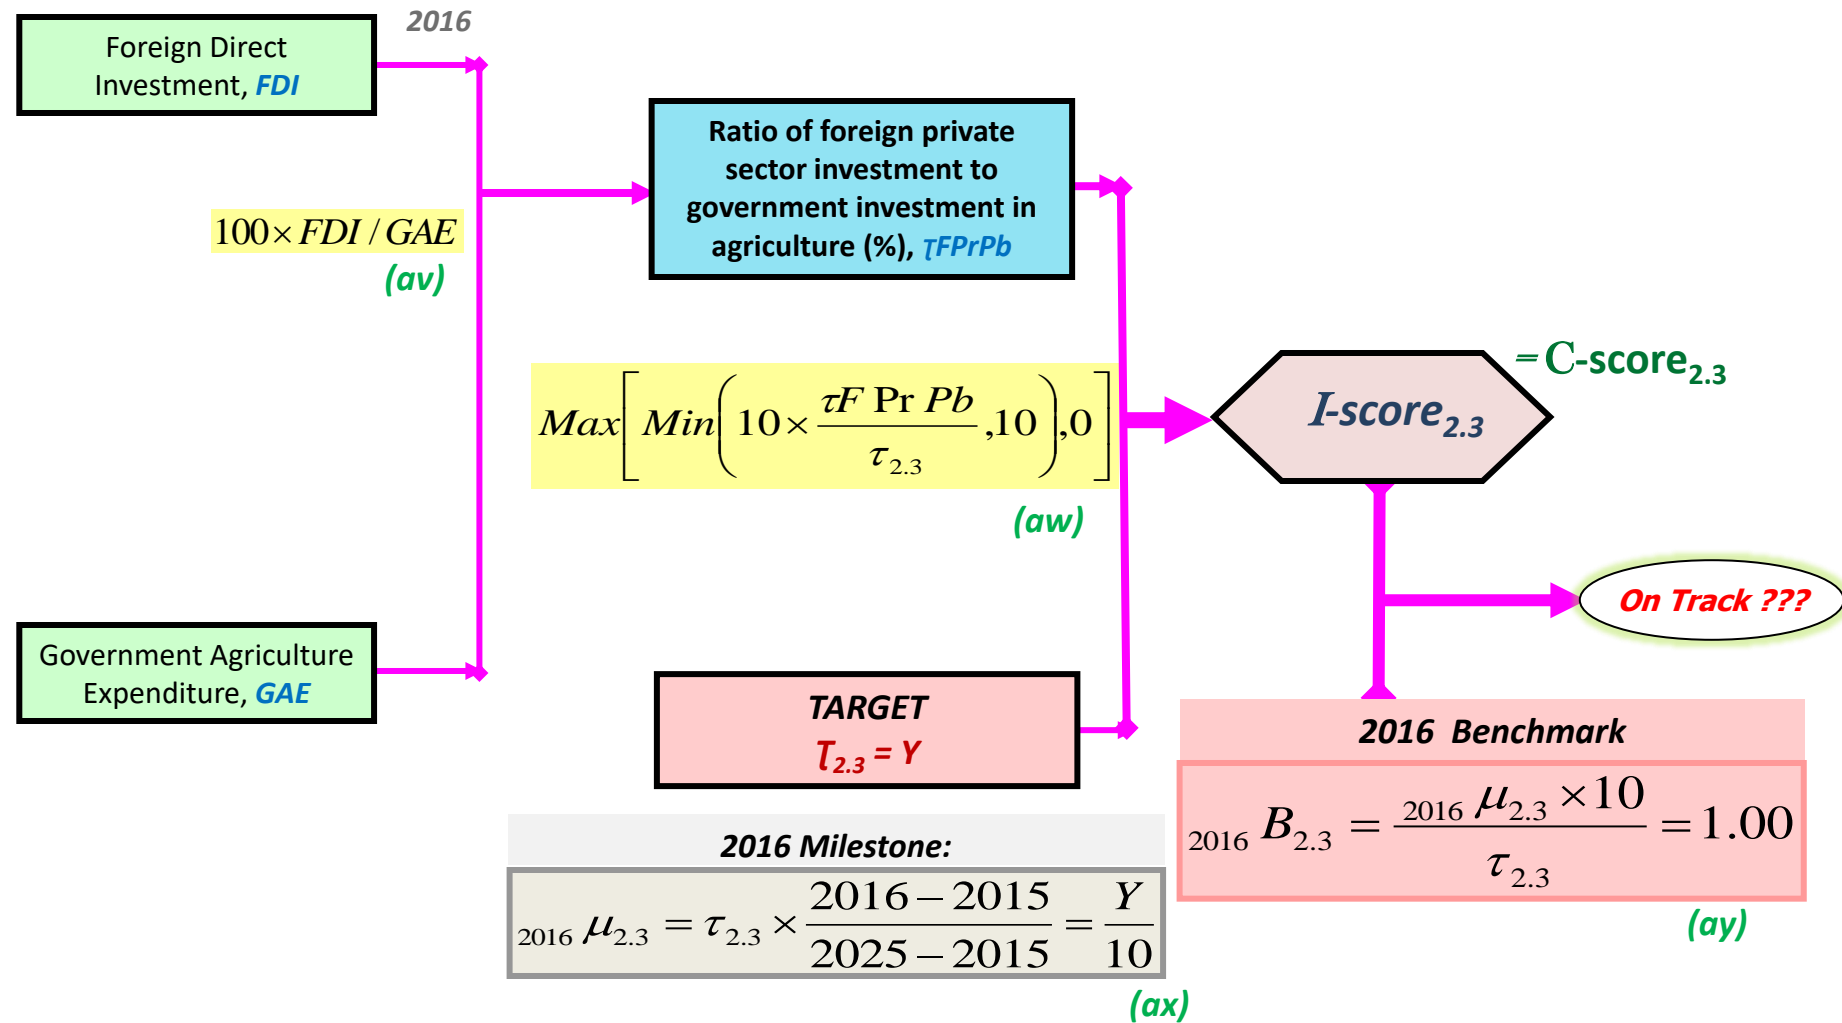 2016
Foreign Direct
Investment, FDI
100 × FDI / GAE
(av)
Government Agriculture
Expenditure, GAE
Ratio of foreign private
sector investment to
government investment in
agriculture (%), ƮFPrPb
Max[Min(10 × τF Pr Pb / τ2.3 ,10),0]
(aw)
= C-score2.3
I-score2.3
On Track ???
TARGET
Ʈ2.3 = Y
2016 Benchmark
2016 B2.3 = 2016 μ2.3 × 10 / τ2.3 = 1.00
(ay)
2016 Milestone:
2016 μ2.3 = τ2.3 × 2016 – 2015 / 2025 – 2015 = Y / 10
(ax)